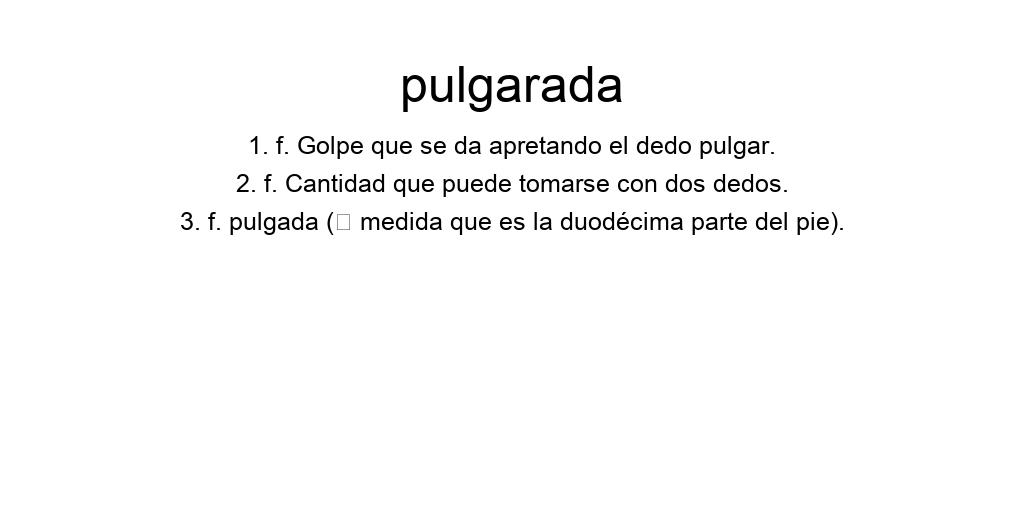 pulgarada
1. f. Golpe que se da apretando el dedo pulgar.
2. f. Cantidad que puede tomarse con dos dedos.
3. f. pulgada (□ medida que es la duodécima parte del pie).